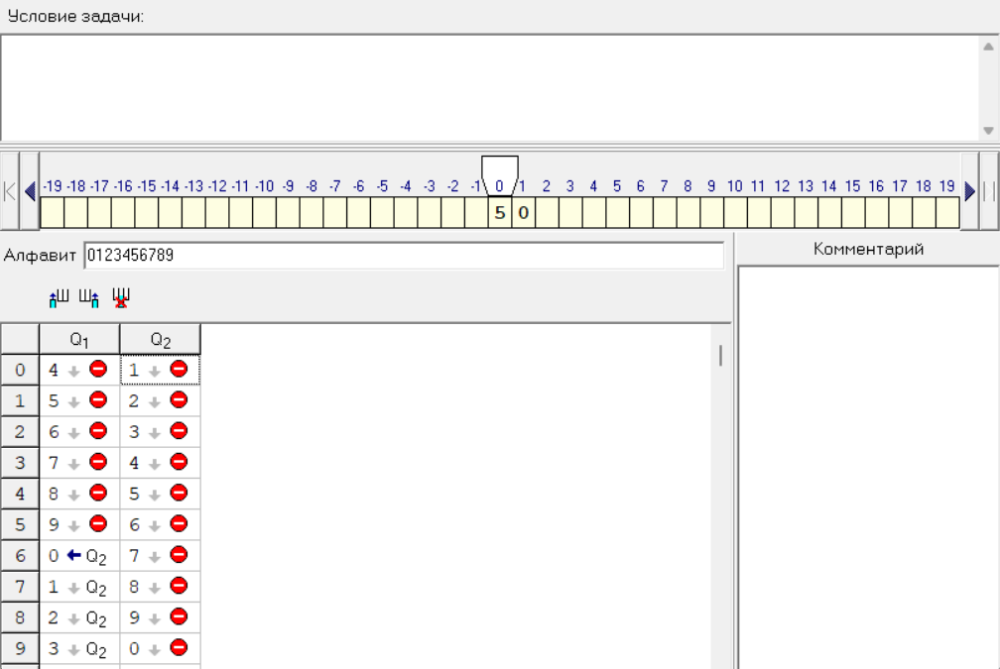 Условие задачи:
-19 -18 -17 -16 -15 -14 -13 -12 -11 -10 -9 -8 -7 -6 -5 -4 -3 -2 -1 0 1 2 3 4 5 6 7 8 9 10 11 12 13 14 15 16 17 18 19
5 0
Алфавит 0123456789
Комментарий
Q1 Q2
0 4 1
1 5 2
2 6 3
3 7 4
4 8 5
5 9 6
6 0 Q2 7
7 1 Q2 8
8 2 Q2 9
9 3 Q2 0